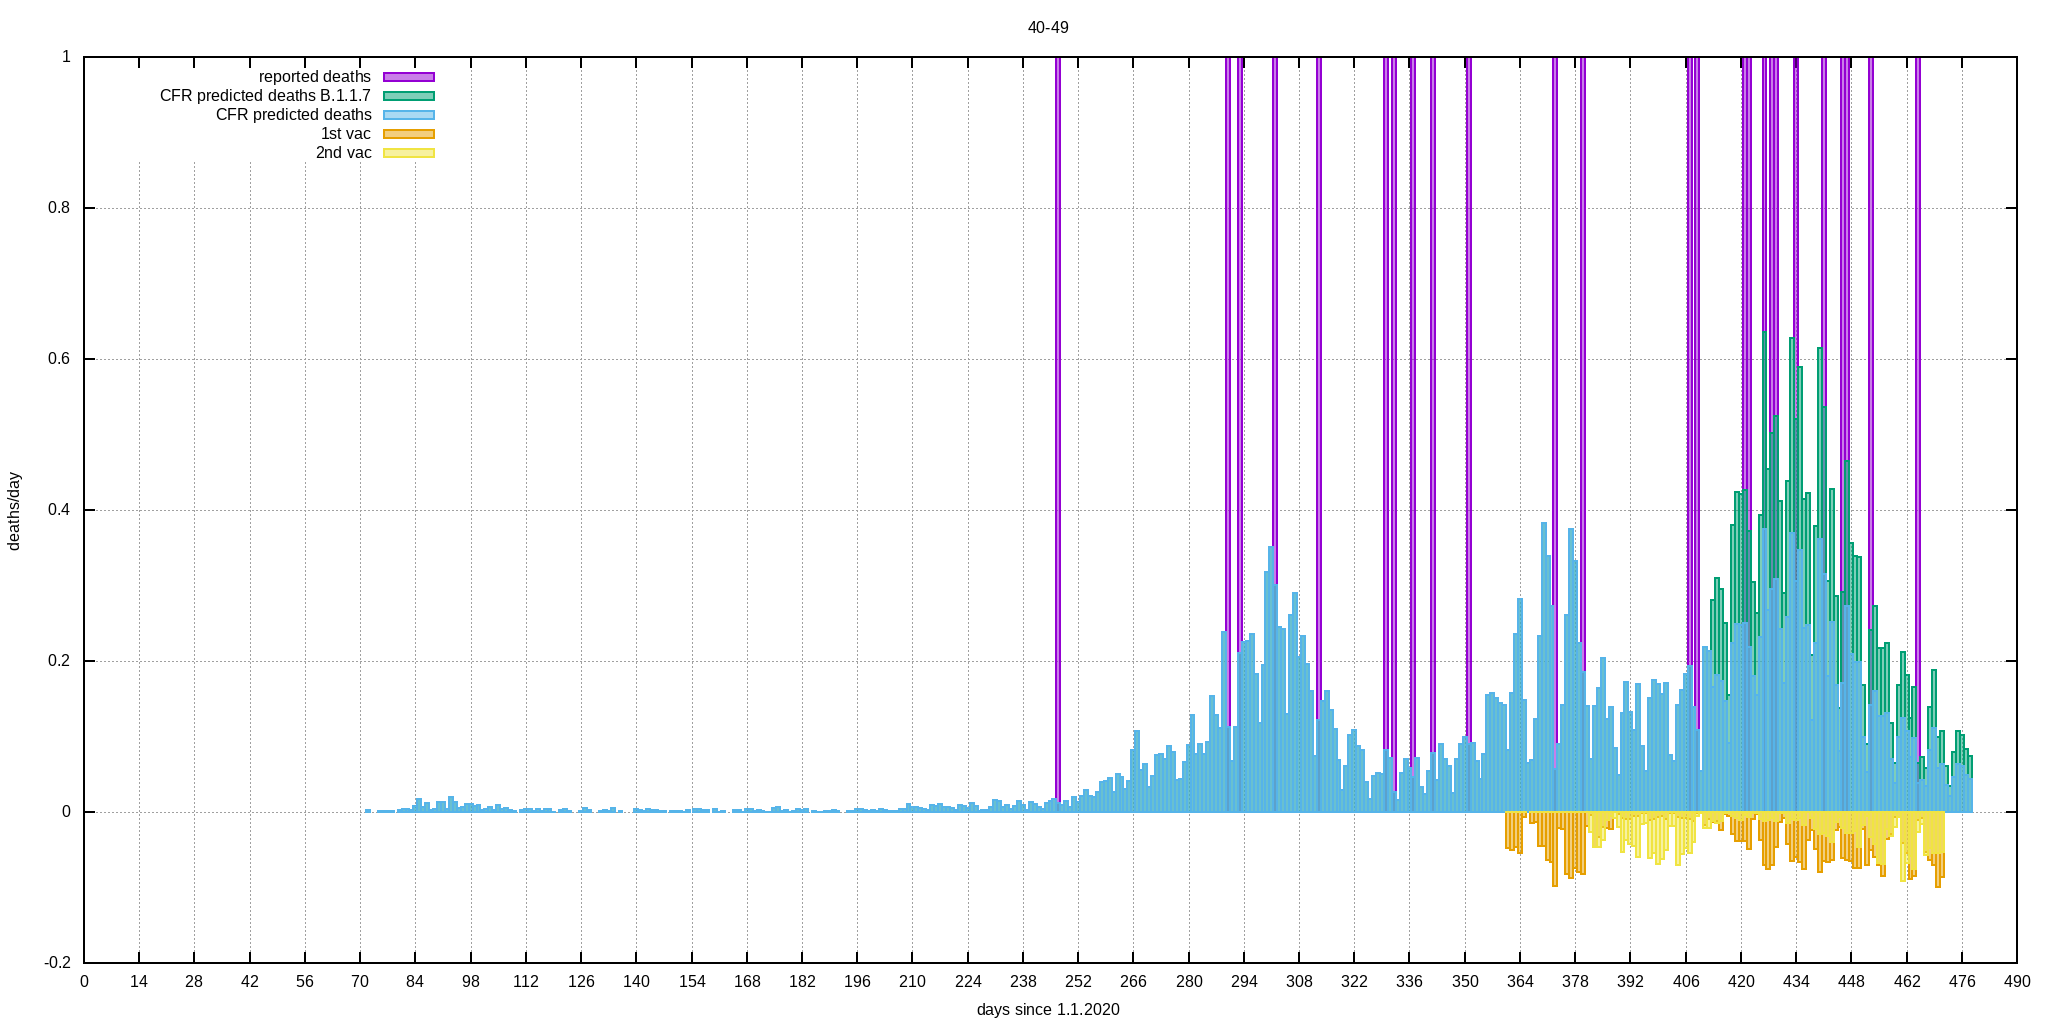 40-49
reported deaths
CFR predicted deaths B.1.1.7
CFR predicted deaths
1st vac
2nd vac
1
0.8
0.6
0.4
0.2
0
-0.2
deaths/day
0 14 28 42 56 70 84 98 112 126 140 154 168 182 196 210 224 238 252 266 280 294 308 322 336 350 364 378 392 406 420 434 448 462 476 490
days since 1.1.2020